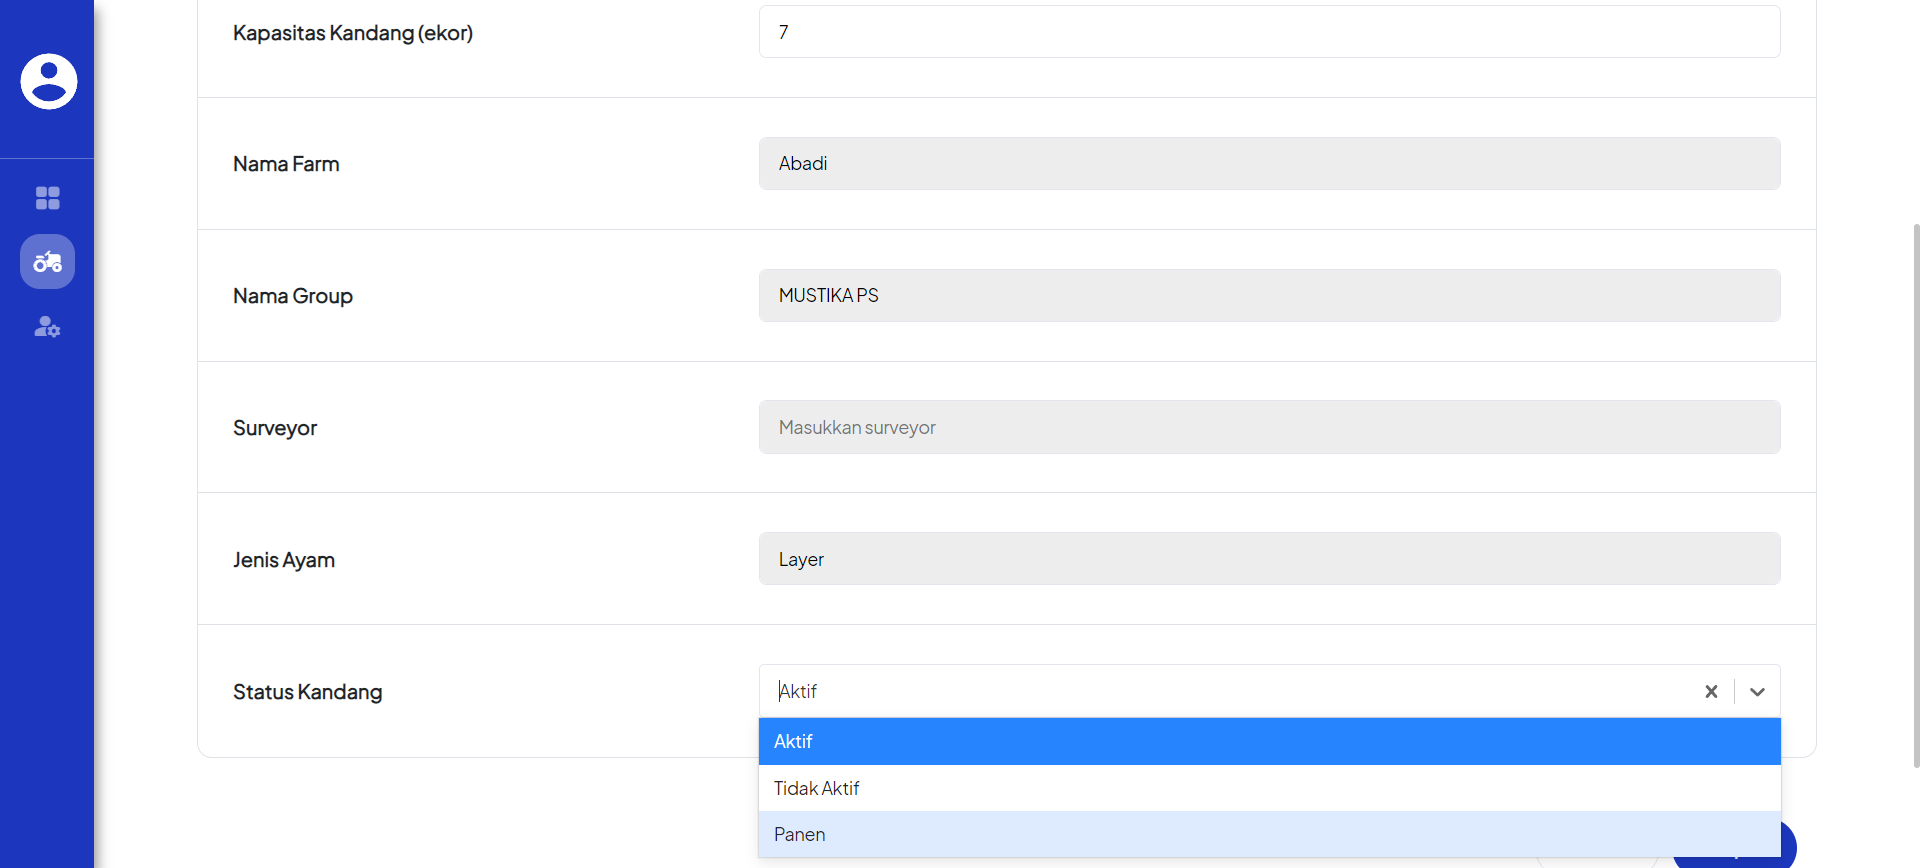 Kapasitas Kandang (ekor)
7
Nama Farm
Abadi
Nama Group
MUSTIKA PS
Surveyor
Masukkan surveyor
Jenis Ayam
Layer
Status Kandang
Aktif
Aktif
Tidak Aktif
Panen